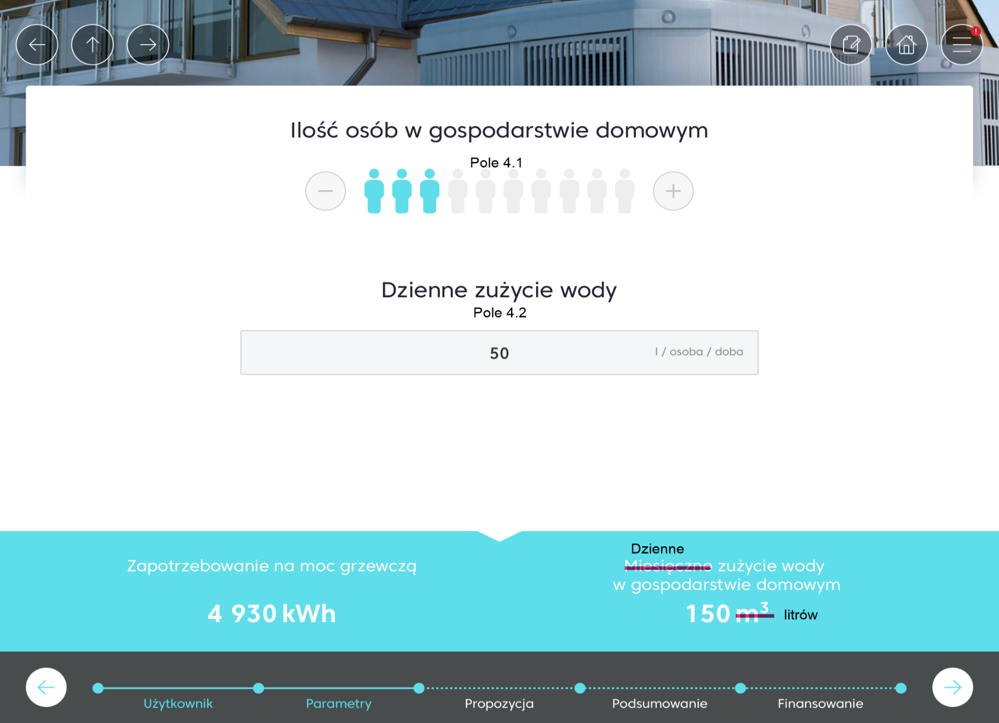 !
Ilość osób w gospodarstwie domowym
Pole 4.1
Dzienne zużycie wody
Pole 4.2
50
l / osoba / doba
Zapotrzebowanie na moc grzewczą
4 930 kWh
Dzienne
Miesięczne zużycie wody
w gospodarstwie domowym
150 m³ litrów
Użytkownik
Parametry
Propozycja
Podsumowanie
Finansowanie